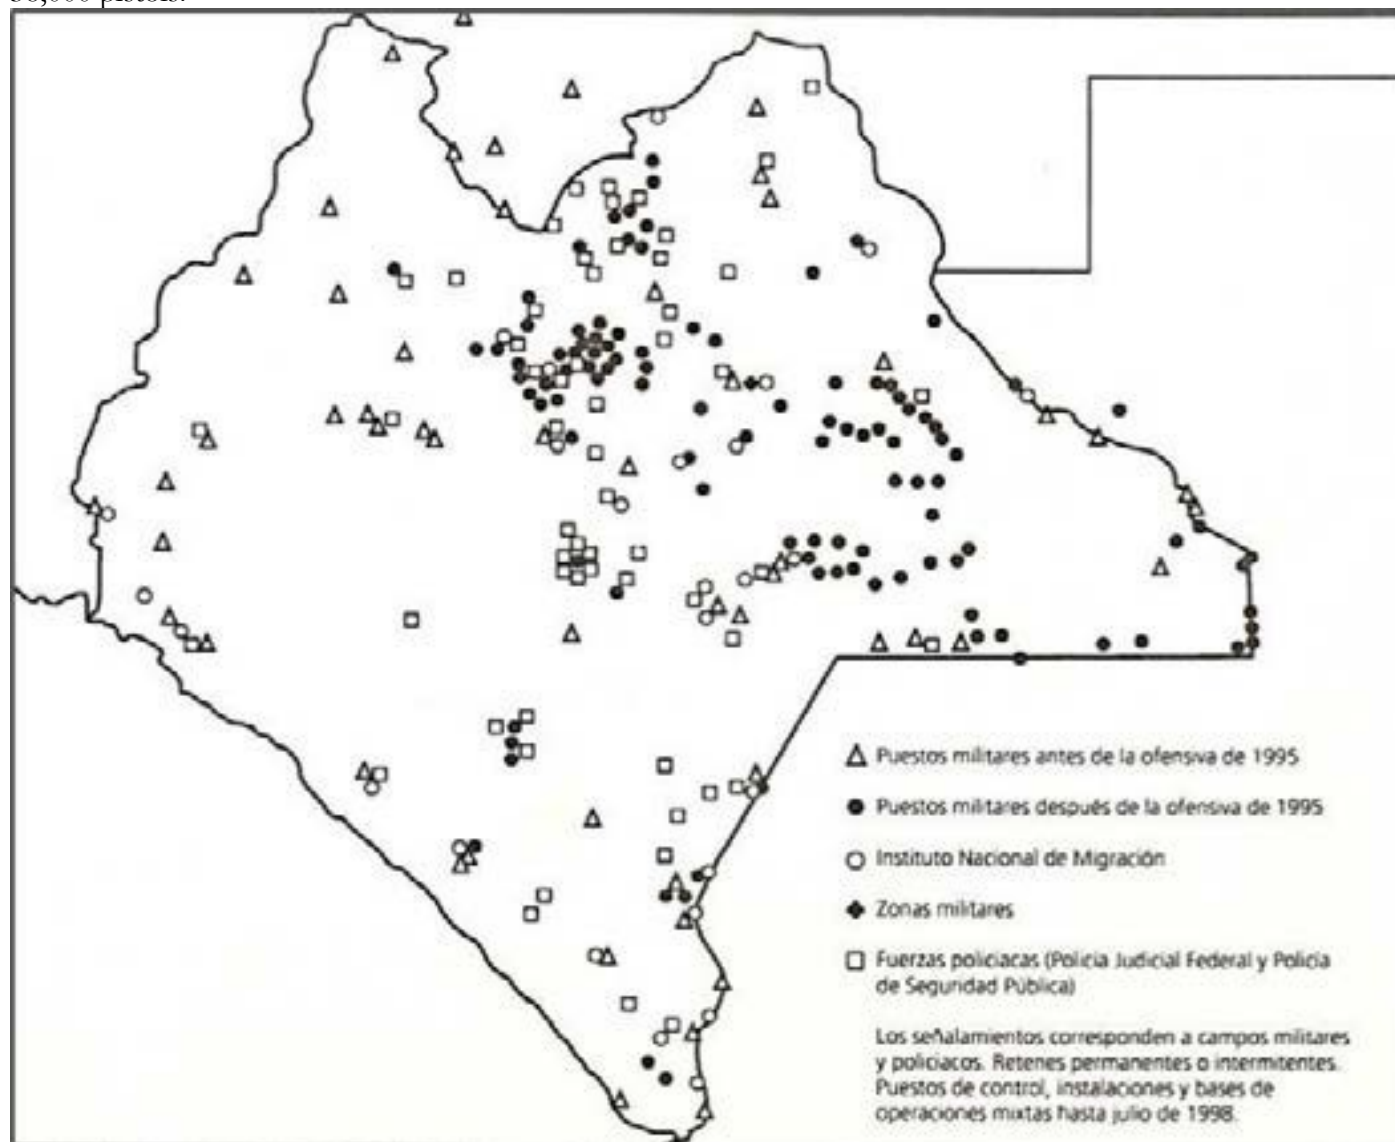 Puestos militares antes de la ofensiva de 1995
Puestos militares después de la ofensiva de 1995
Instituto Nacional de Migración
Zonas militares
Fuerzas policiacas (Policia Judicial Federal y Policia
de Seguridad Pública)
Los señalamientos corresponden a campos militares
y policiacos. Retenes permanentes o intermitentes.
Puestos de control, instalaciones y bases de
operaciones mixtas hasta julio de 1998.